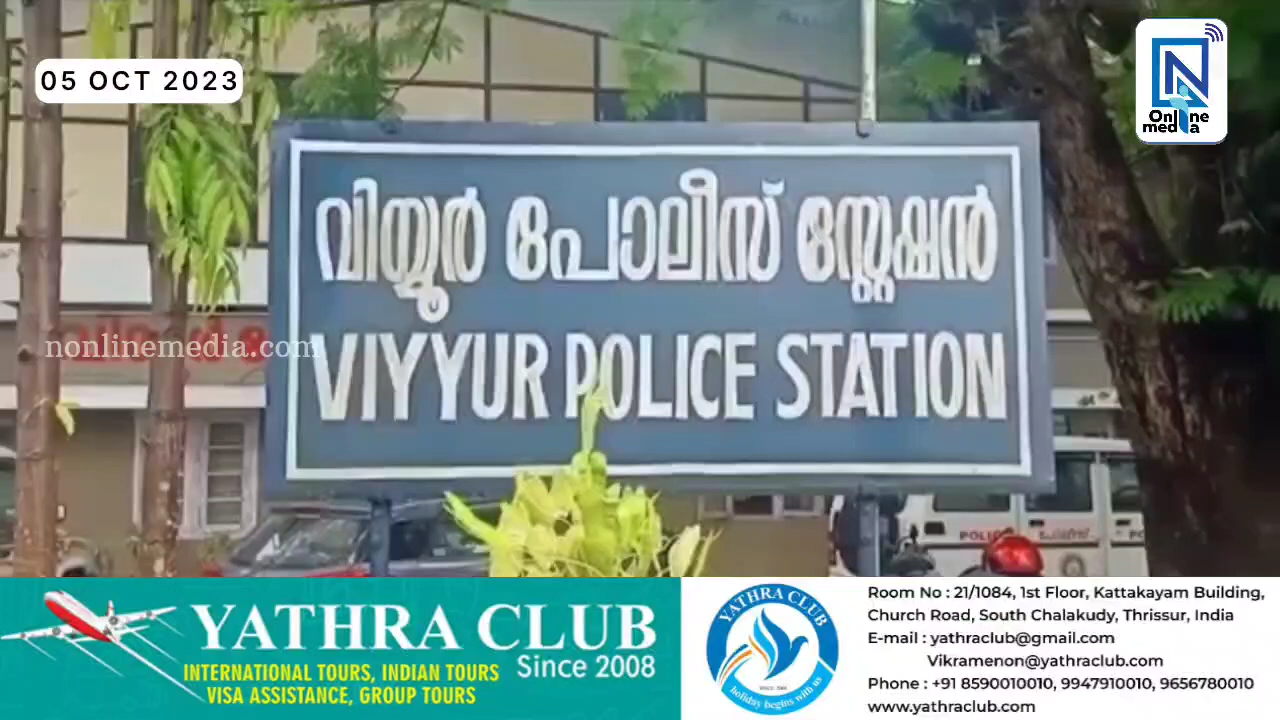 05 OCT 2023
N
Online
media
വിയ്യൂർ പോലീസ് സ്റ്റേഷൻ
nonlinemedia.com
VIYYUR POLICE STATION
POLICE
YATHRA CLUB
Since 2008
INTERNATIONAL TOURS, INDIAN TOURS
VISA ASSISTANCE, GROUP TOURS
YATHRA CLUB
SINCE 2008
holiday begins with us
Room No : 21/1084, 1st Floor, Kattakayam Building,
Church Road, South Chalakudy, Thrissur, India
E-mail : yathraclub@gmail.com
Vikramenon@yathraclub.com
Phone : +91 8590010010, 9947910010, 9656780010
www.yathraclub.com